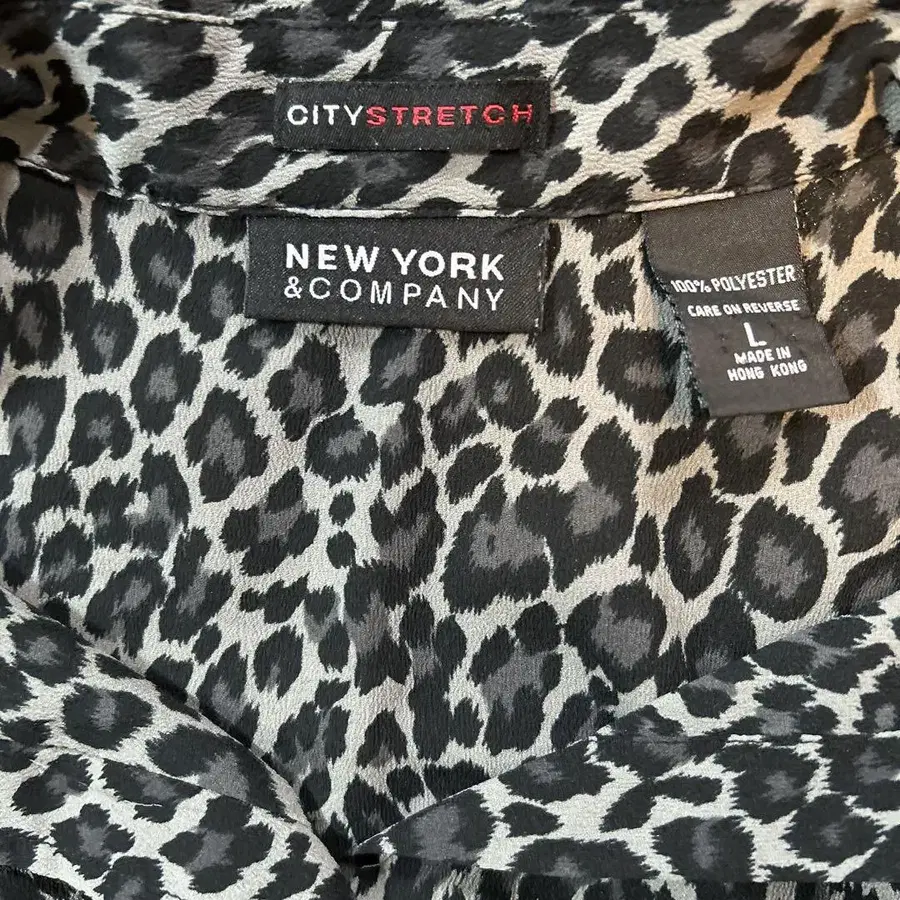 CITYSTRETCH
NEW YORK
& COMPANY
100% POLYESTER
CARE ON REVERSE
L
MADE IN
HONG KONG